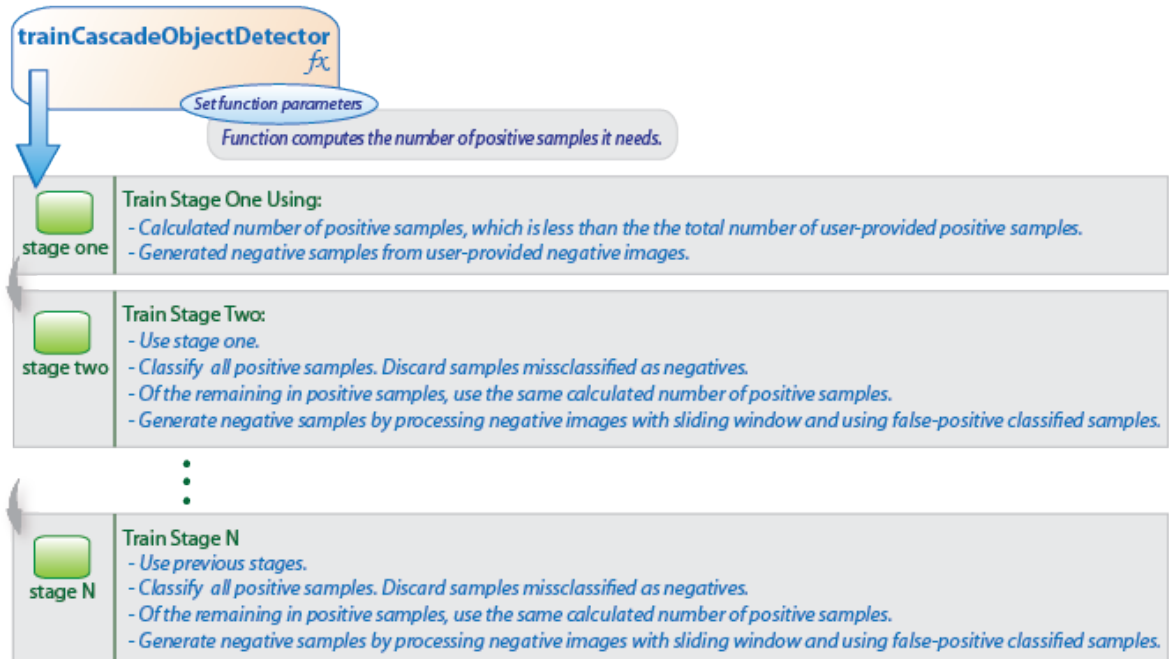 trainCascadeObjectDetector
fx
Set function parameters
Function computes the number of positive samples it needs.
stage one
Train Stage One Using:
- Calculated number of positive samples, which is less than the the total number of user-provided positive samples.
- Generated negative samples from user-provided negative images.
stage two
Train Stage Two:
- Use stage one.
- Classify all positive samples. Discard samples missclassified as negatives.
- Of the remaining in positive samples, use the same calculated number of positive samples.
- Generate negative samples by processing negative images with sliding window and using false-positive classified samples.
stage N
Train Stage N
- Use previous stages.
- Classify all positive samples. Discard samples missclassified as negatives.
- Of the remaining in positive samples, use the same calculated number of positive samples.
- Generate negative samples by processing negative images with sliding window and using false-positive classified samples.